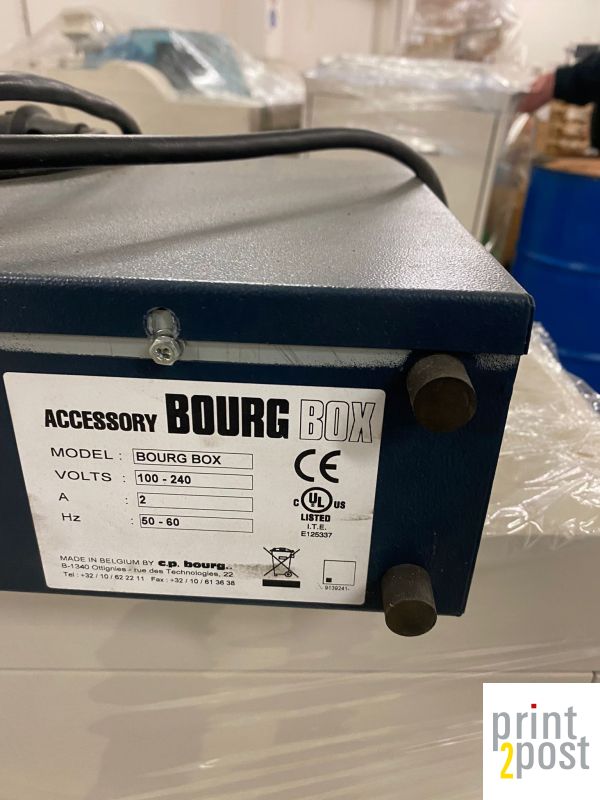 ACCESSORY BOURG BOX
MODEL : BOURG BOX
VOLTS : 100 - 240
A : 2
Hz : 50 - 60
CE
C UL US
LISTED
I.T.E.
E125337
MADE IN BELGIUM BY c.p. bourg..
B-1340 Ottignies - rue des Technologies, 22
Tel : +32 / 10 / 62 22 11 Fax : +32 / 10 / 61 36 38
9139241-
print
2post